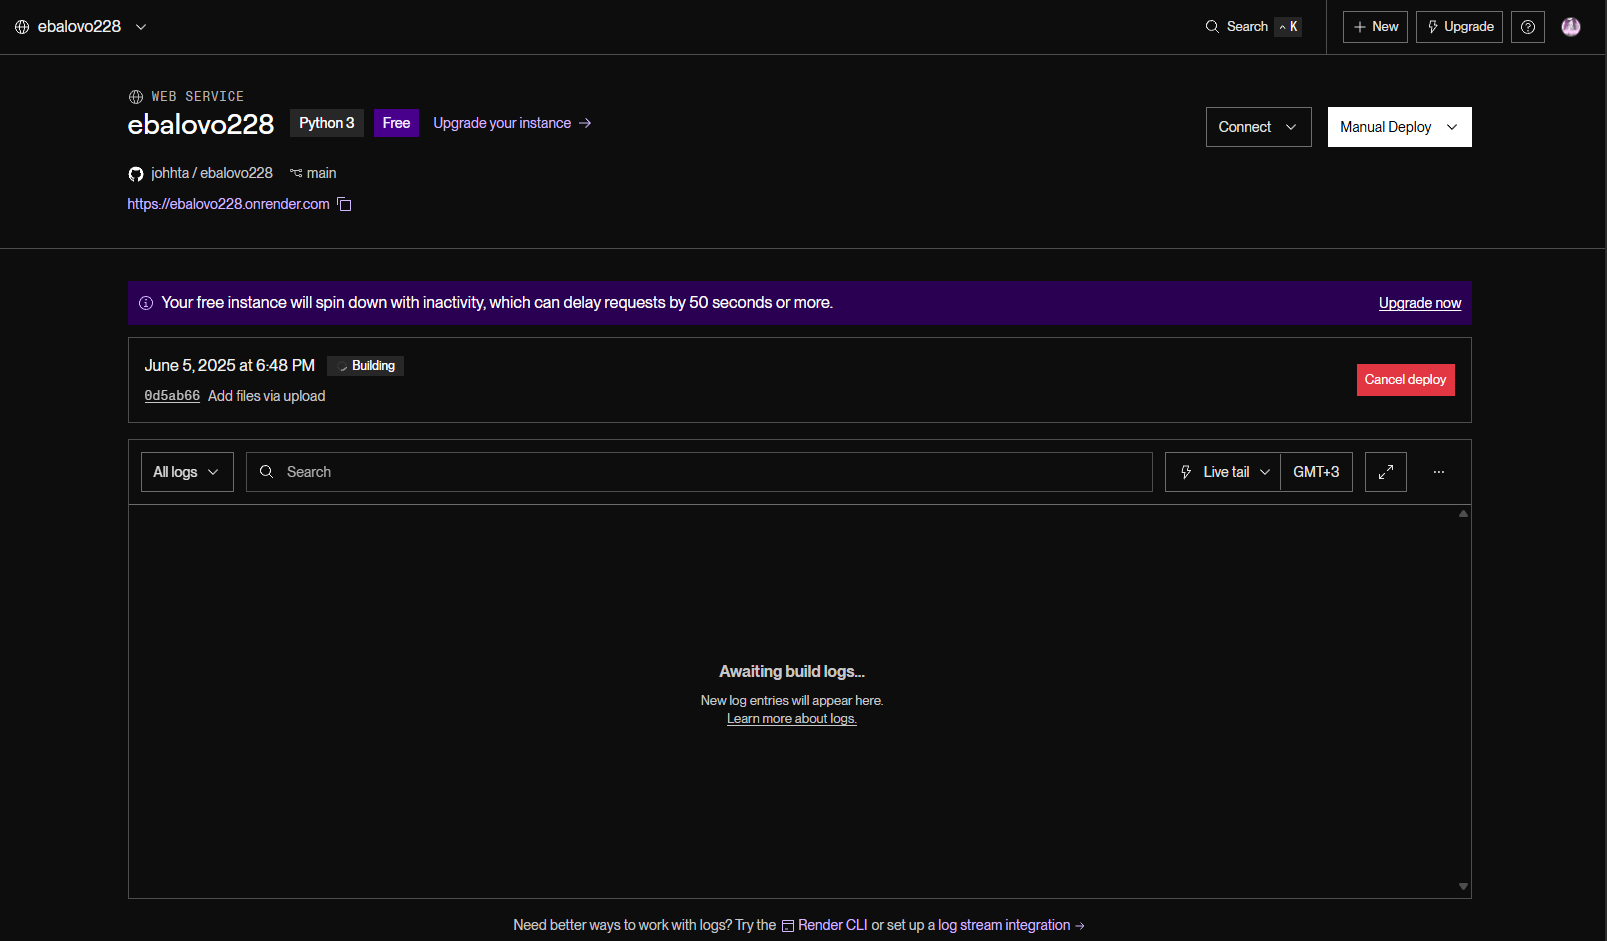 ebalovo228
Search ^ K
New
Upgrade
WEB SERVICE
ebalovo228 Python 3 Free Upgrade your instance →
Connect
Manual Deploy
johhta / ebalovo228 main
https://ebalovo228.onrender.com
Your free instance will spin down with inactivity, which can delay requests by 50 seconds or more.
Upgrade now
June 5, 2025 at 6:48 PM Building
0d5ab66 Add files via upload
Cancel deploy
All logs
Search
Live tail
GMT+3
...
Awaiting build logs...
New log entries will appear here.
Learn more about logs.
Need better ways to work with logs? Try the Render CLI or set up a log stream integration →